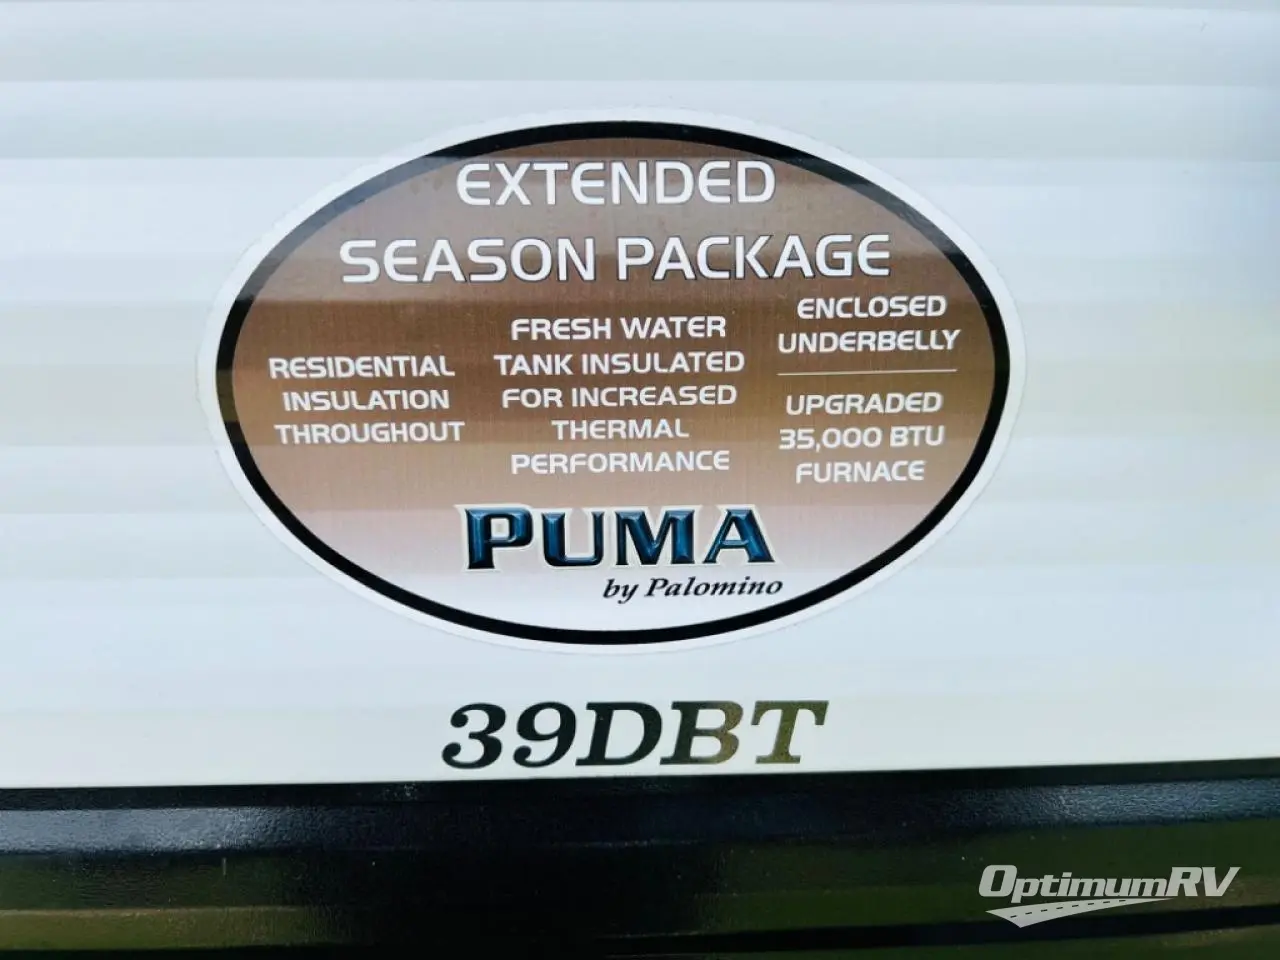 EXTENDED
SEASON PACKAGE
RESIDENTIAL
INSULATION
THROUGHOUT
FRESH WATER
TANK INSULATED
FOR INCREASED
THERMAL
PERFORMANCE
ENCLOSED
UNDERBELLY
UPGRADED
35,000 BTU
FURNACE
PUMA
by Palomino
39DBT
OptimumRV